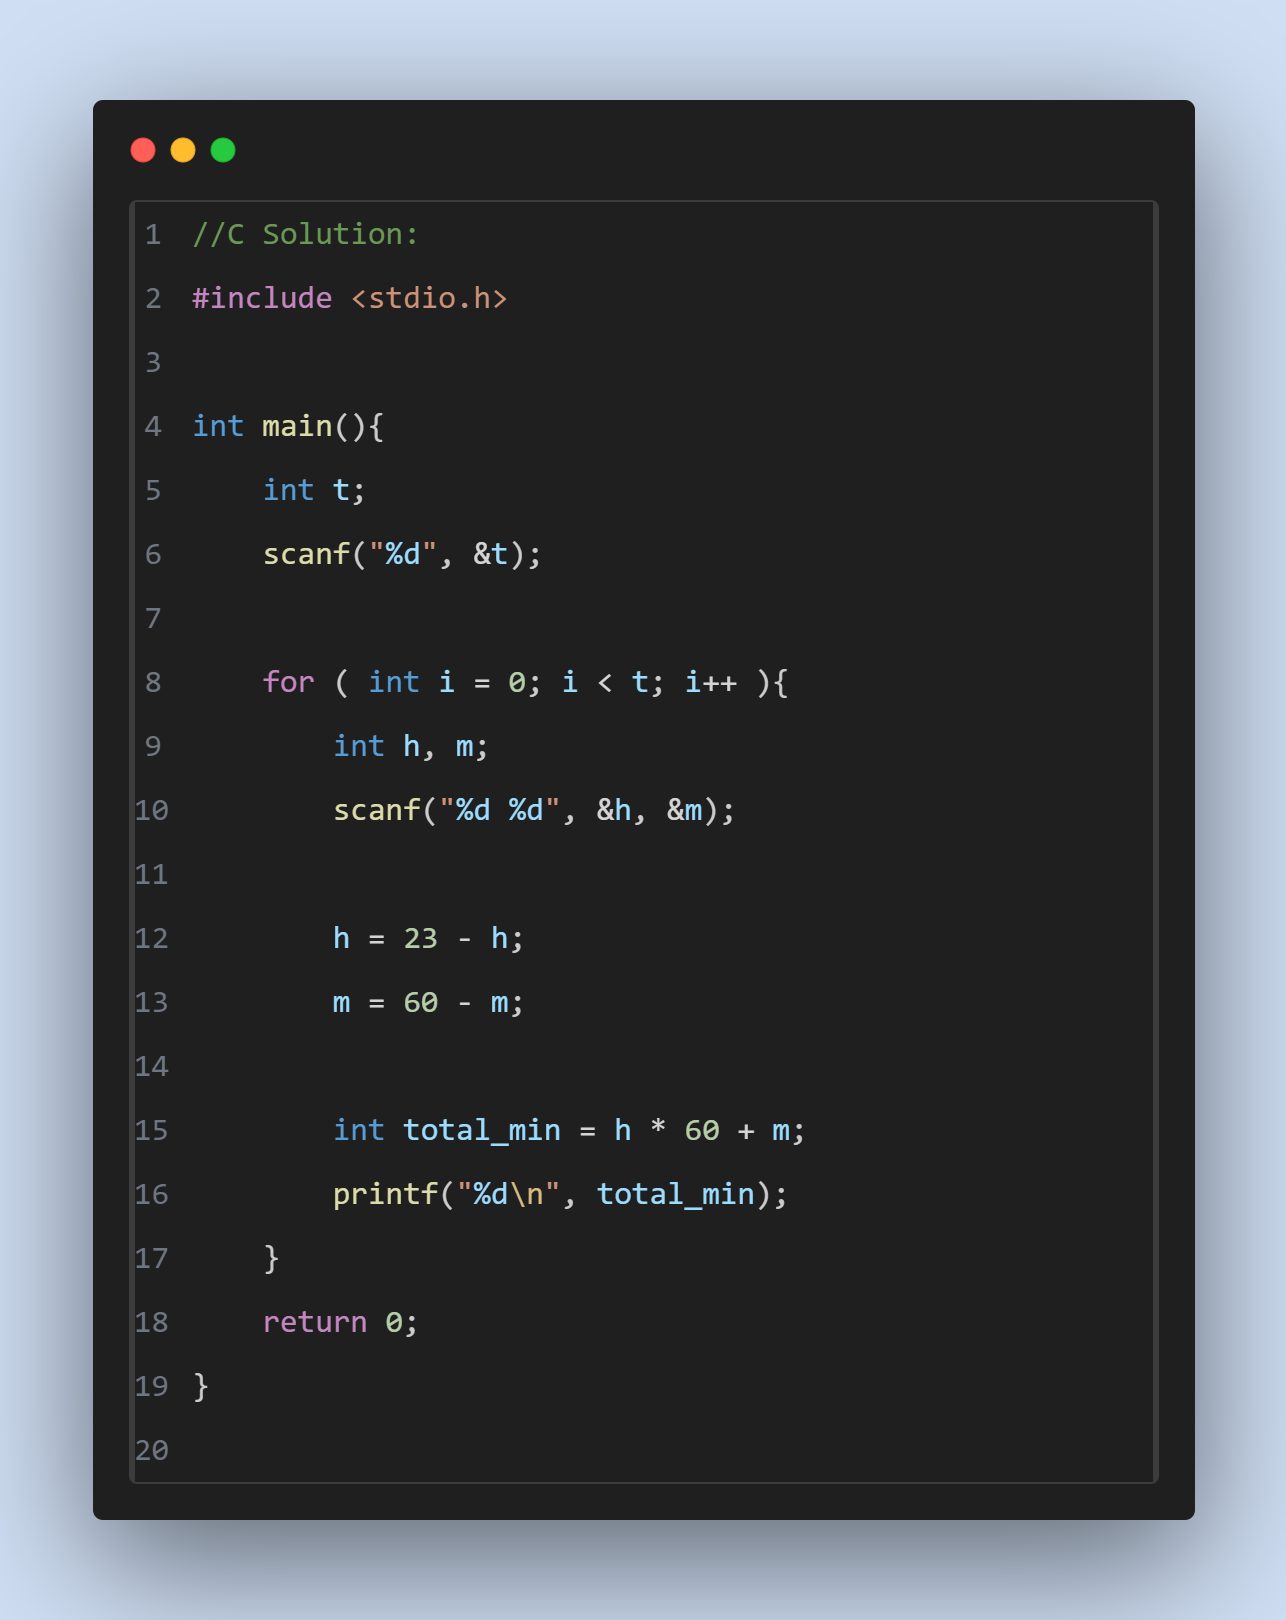 1 //C Solution:
2 #include <stdio.h>
3
4 int main(){
5     int t;
6     scanf("%d", &t);
7
8     for ( int i = 0; i < t; i++ ){
9         int h, m;
10         scanf("%d %d", &h, &m);
11
12         h = 23 - h;
13         m = 60 - m;
14
15         int total_min = h * 60 + m;
16         printf("%d\n", total_min);
17     }
18     return 0;
19 }
20